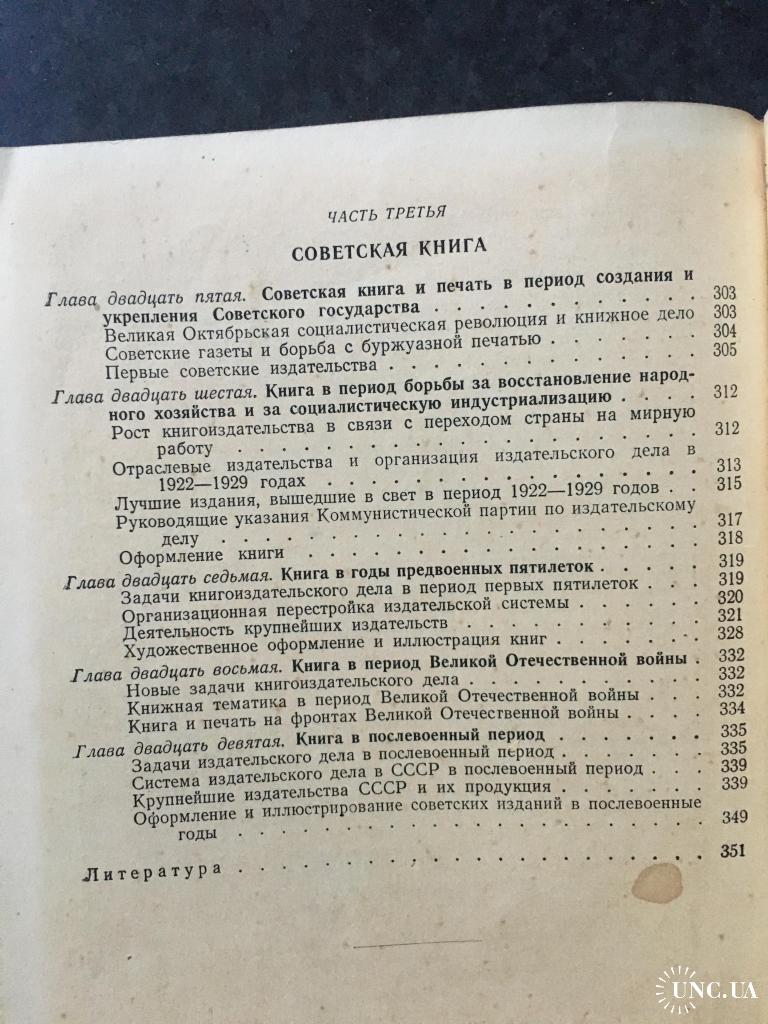 ЧАСТЬ ТРЕТЬЯ
СОВЕТСКАЯ КНИГА
Глава двадцать пятая. Советская книга и печать в период создания и
укрепления Советского государства . . . . . . . . . . . 303
Великая Октябрьская социалистическая революция и книжное дело 303
Советские газеты и борьба с буржуазной печатью . . . . . . 304
Первые советские издательства . . . . . . . . . . . . 305
Глава двадцать шестая. Книга в период борьбы за восстановление народ-
ного хозяйства и за социалистическую индустриализацию . . . . 312
Рост книгоиздательства в связи с переходом страны на мирную
работу . . . . . . . . . . . . . . . . . . 312
Отраслевые издательства и организация издательского дела в
1922—1929 годах . . . . . . . . . . . . . . . 313
Лучшие издания, вышедшие в свет в период 1922—1929 годов . . 315
Руководящие указания Коммунистической партии по издательскому
делу . . . . . . . . . . . . . . . . . . . 317
Оформление книги . . . . . . . . . . . . . . . 318
Глава двадцать седьмая. Книга в годы предвоенных пятилеток . . . . . 319
Задачи книгоиздательского дела в период первых пятилеток . . . 319
Организационная перестройка издательской системы . . . . . 320
Деятельность крупнейших издательств . . . . . . . . . 321
Художественное оформление и иллюстрация книг . . . . . . 328
Глава двадцать восьмая. Книга в период Великой Отечественной войны . 332
Новые задачи книгоиздательского дела . . . . . . . . . 332
Книжная тематика в период Великой Отечественной войны . . . 332
Книга и печать на фронтах Великой Отечественной войны . . . . 334
Глава двадцать девятая. Книга в послевоенный период . . . . . . . 335
Задачи издательского дела в послевоенный период . . . . . . 335
Система издательского дела в СССР в послевоенный период . . . 339
Крупнейшие издательства СССР и их продукция . . . . . . 339
Оформление и иллюстрирование советских изданий в послевоенные
годы . . . . . . . . . . . . . . . . . . . 349
Литература . . . . . . . . . . . . . . . . . . . 351
UNC.UA